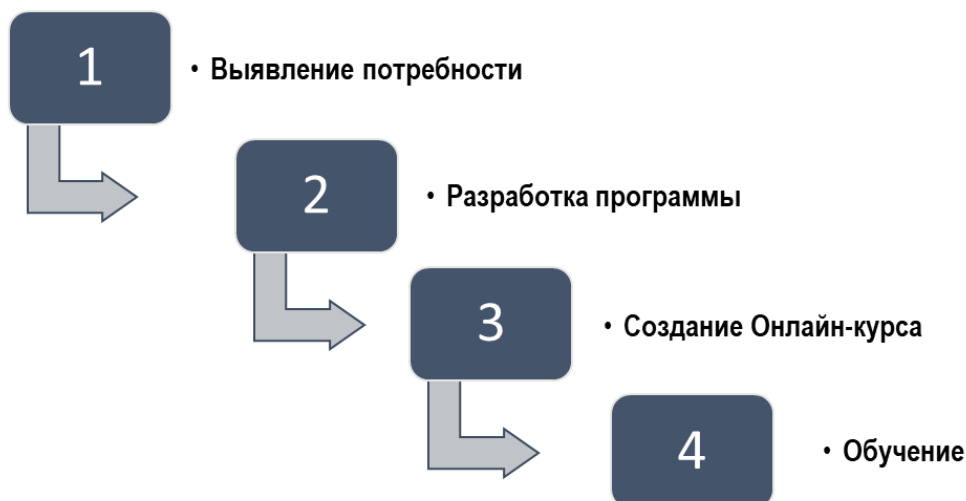 1
• Выявление потребности
2
• Разработка программы
3
• Создание Онлайн-курса
4
• Обучение